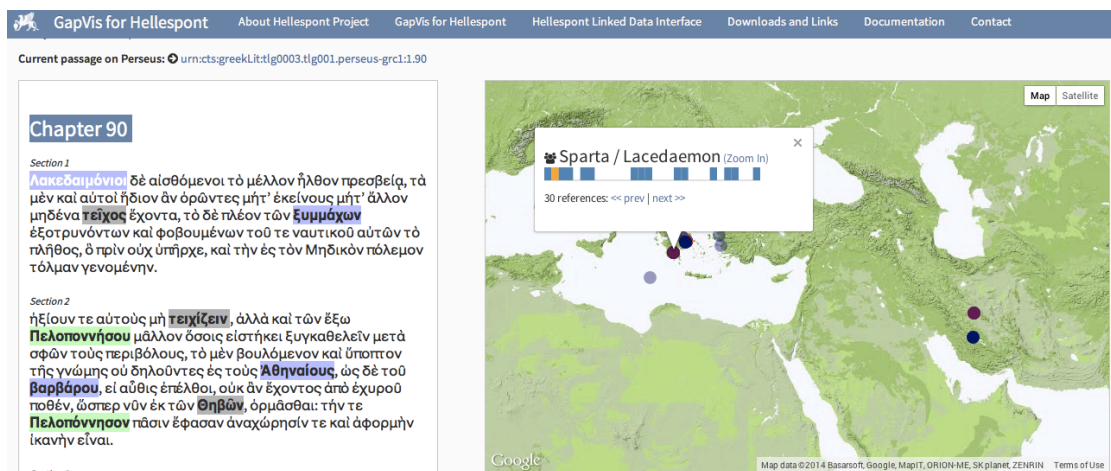 GapVis for Hellespont
About Hellespont Project
GapVis for Hellespont
Hellespont Linked Data Interface
Downloads and Links
Documentation
Contact
Current passage on Perseus: urn:cts:greekLit:tlg0003.tlg001.perseus-grc1:1.90
Chapter 90
Section 1
Λακεδαιμόνιοι δὲ αἰσθόμενοι τὸ μέλλον ἦλθον πρεσβείᾳ, τὰ
μὲν καὶ αὐτοὶ ἥδιον ἂν ὁρῶντες μήτ’ ἐκείνους μήτ’ ἄλλον
μηδένα τεῖχος ἔχοντα, τὸ δὲ πλέον τῶν ξυμμάχων
ἐξοτρυνόντων καὶ φοβουμένων τοῦ τε ναυτικοῦ αὐτῶν τὸ
πλῆθος, ὃ πρὶν οὐχ ὑπῆρχε, καὶ τὴν ἐς τὸν Μηδικὸν πόλεμον
τόλμαν γενομένην.
Section 2
ἠξίουν τε αὐτοὺς μὴ τειχίζειν, ἀλλὰ καὶ τῶν ἔξω
Πελοποννήσου μᾶλλον ὅσοις εἱστήκει ξυγκαθελεῖν μετὰ
σφῶν τοὺς περιβόλους, τὸ μὲν βουλόμενον καὶ ὕποπτον
τῆς γνώμης οὐ δηλοῦντες ἐς τοὺς Ἀθηναίους, ὡς δὲ τοῦ
βαρβάρου, εἰ αὖθις ἐπέλθοι, οὐκ ἂν ἔχοντος ἀπὸ ἐχυροῦ
ποθέν, ὥσπερ νῦν ἐκ τῶν Θηβῶν, ὁρμᾶσθαι: τήν τε
Πελοπόννησον πᾶσιν ἔφασαν ἀναχώρησίν τε καὶ ἀφορμὴν
ἱκανὴν εἶναι.
Map Satellite
Sparta / Lacedaemon (Zoom In)
×
30 references: << prev | next >>
Google
Map data ©2014 Basarsoft, Google, MapIT, ORION-ME, SK planet, ZENRIN
Terms of Use